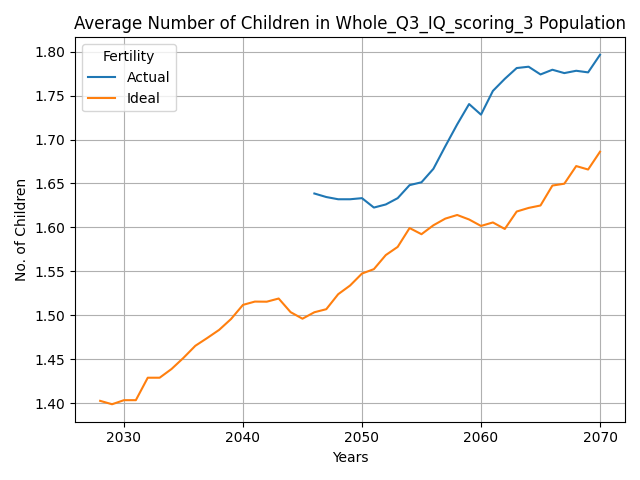 Average Number of Children in Whole_Q3_IQ_scoring_3 Population
Fertility
Actual
Ideal
No. of Children
1.80
1.75
1.70
1.65
1.60
1.55
1.50
1.45
1.40
2030
2040
2050
2060
2070
Years